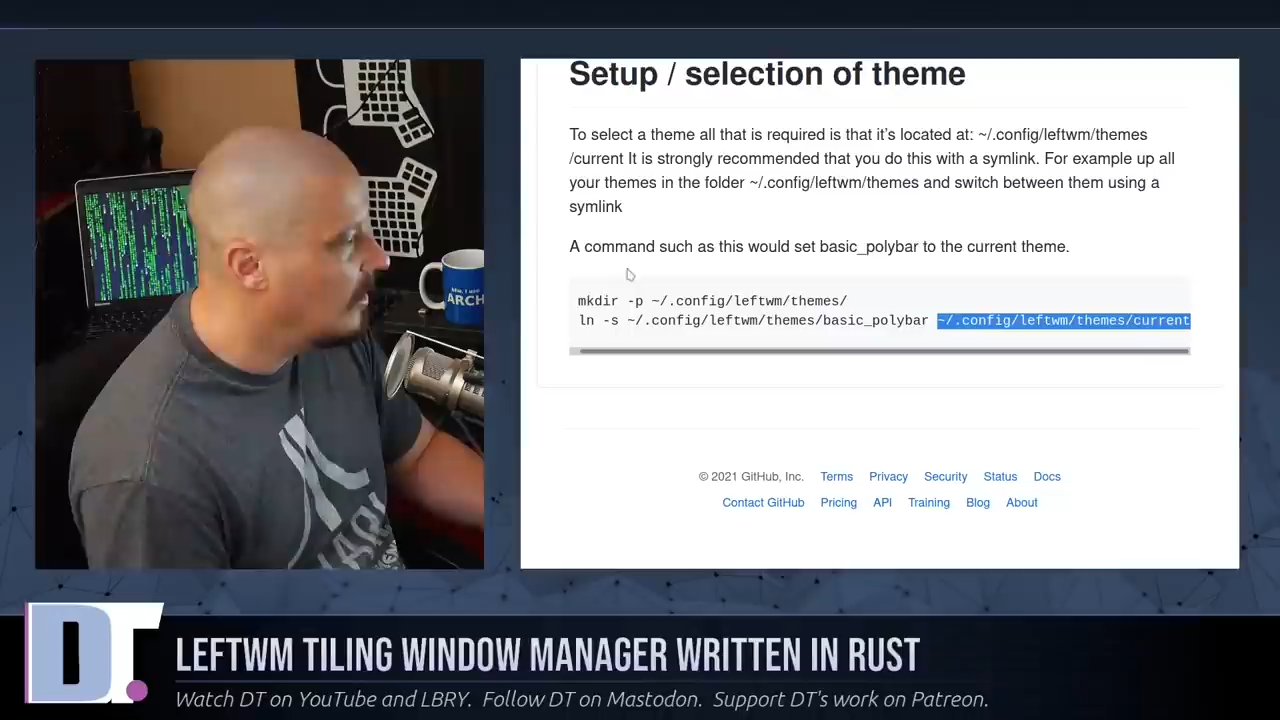 Setup / selection of theme
To select a theme all that is required is that it’s located at: ~/.config/leftwm/themes
/current It is strongly recommended that you do this with a symlink. For example up all
your themes in the folder ~/.config/leftwm/themes and switch between them using a
symlink
A command such as this would set basic_polybar to the current theme.
mkdir -p ~/.config/leftwm/themes/
ln -s ~/.config/leftwm/themes/basic_polybar ~/.config/leftwm/themes/current
© 2021 GitHub, Inc. Terms Privacy Security Status Docs
Contact GitHub Pricing API Training Blog About
ARCH
ATARI
DT.
LEFTWM TILING WINDOW MANAGER WRITTEN IN RUST
Watch DT on YouTube and LBRY. Follow DT on Mastodon. Support DT's work on Patreon.